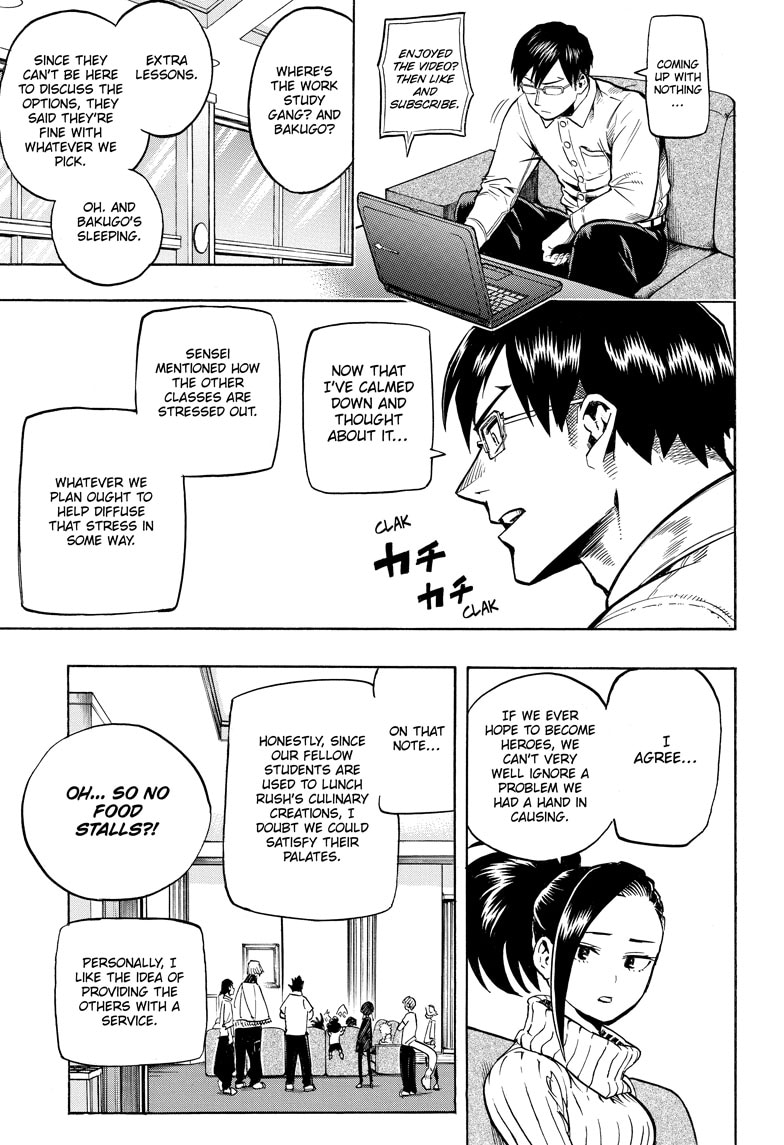 COMING
UP WITH
NOTHING
...
ENJOYED
THE VIDEO?
THEN LIKE
AND
SUBSCRIBE.
WHERE'S
THE WORK
STUDY
GANG? AND
BAKUGO?
EXTRA
LESSONS.
SINCE THEY
CAN'T BE HERE
TO DISCUSS THE
OPTIONS, THEY
SAID THEY'RE
FINE WITH
WHATEVER WE
PICK.
OH. AND
BAKUGO'S
SLEEPING.
NOW THAT
I'VE CALMED
DOWN AND
THOUGHT
ABOUT IT...
SENSEI
MENTIONED HOW
THE OTHER
CLASSES ARE
STRESSED OUT.
WHATEVER WE
PLAN OUGHT TO
HELP DIFFUSE
THAT STRESS IN
SOME WAY.
CLAK
カチ
カチ
CLAK
I
AGREE...
IF WE EVER
HOPE TO BECOME
HEROES, WE
CAN'T VERY
WELL IGNORE A
PROBLEM WE
HAD A HAND IN
CAUSING.
ON THAT
NOTE...
HONESTLY, SINCE
OUR FELLOW
STUDENTS ARE
USED TO LUNCH
RUSH'S CULINARY
CREATIONS, I
DOUBT WE COULD
SATISFY THEIR
PALATES.
OH... SO NO
FOOD
STALLS?!
PERSONALLY, I
LIKE THE IDEA OF
PROVIDING THE
OTHERS WITH A
SERVICE.